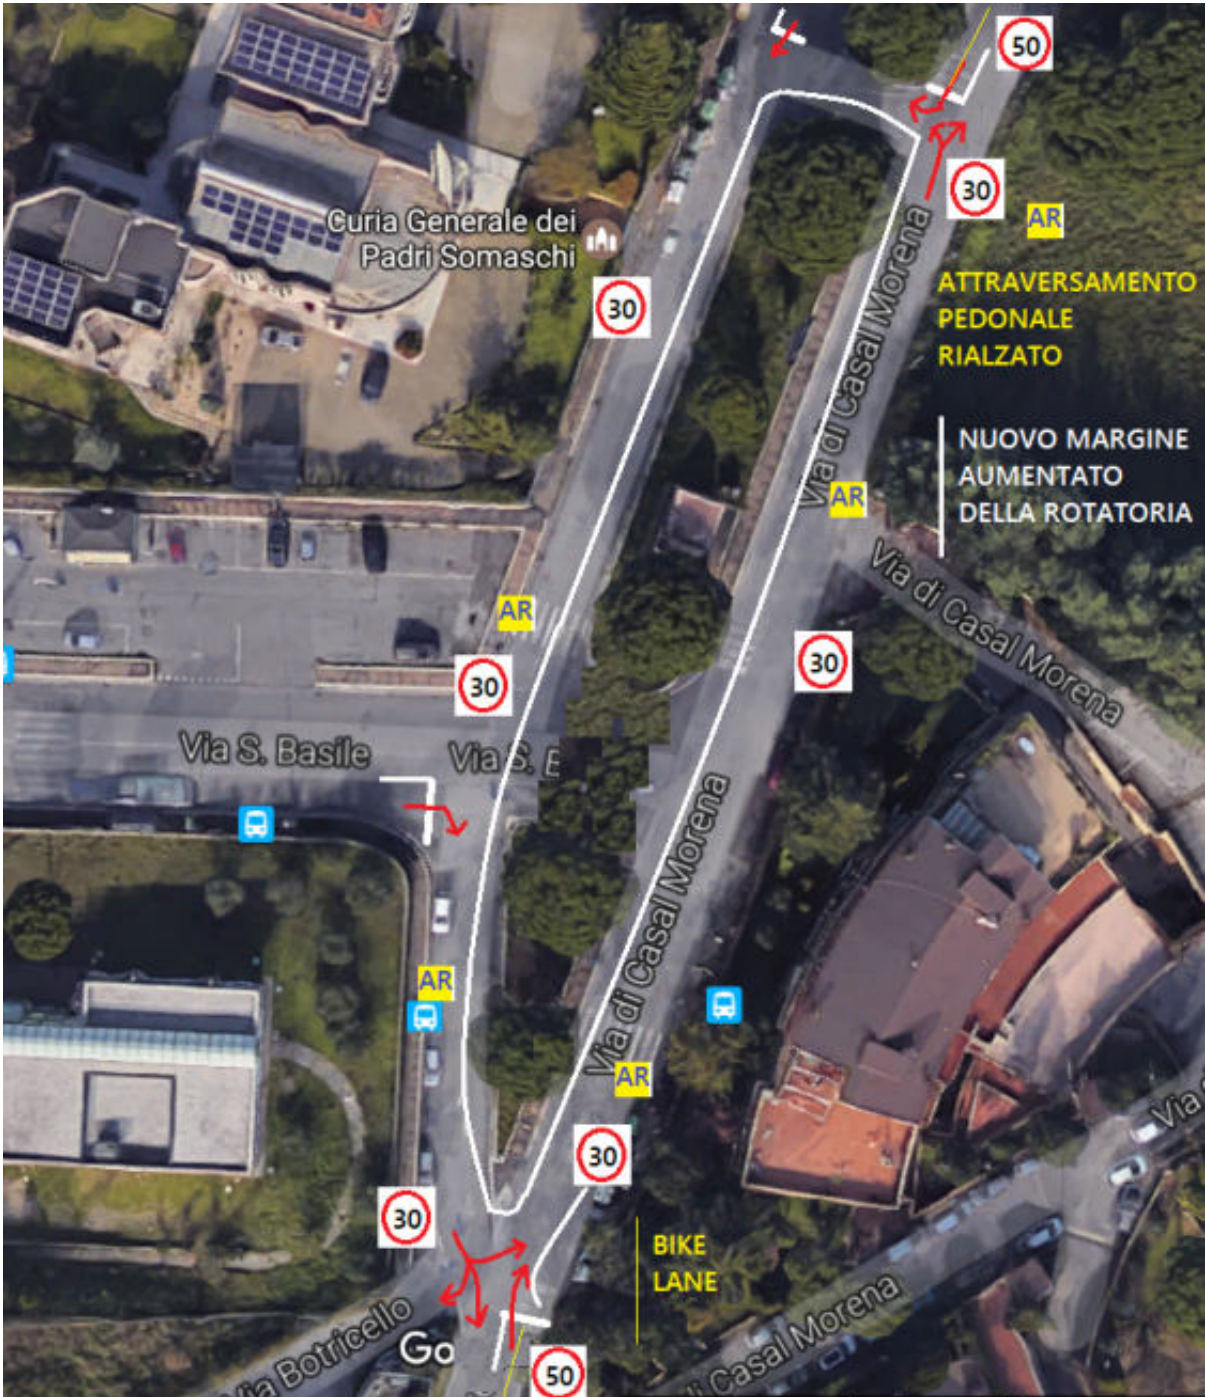 50
30
AR
Curia Generale dei
Padri Somaschi
30
ATTRAVERSAMENTO
PEDONALE
RIALZATO
Via di Casal Morena
NUOVO MARGINE
AUMENTATO
DELLA ROTATORIA
AR
Via di Casal Morena
AR
30
30
Via S. Basile
Via S. E
Via di Casal Morena
AR
AR
30
30
BIKE
LANE
Via Botricello
Go
50
di Casal Morena
Via